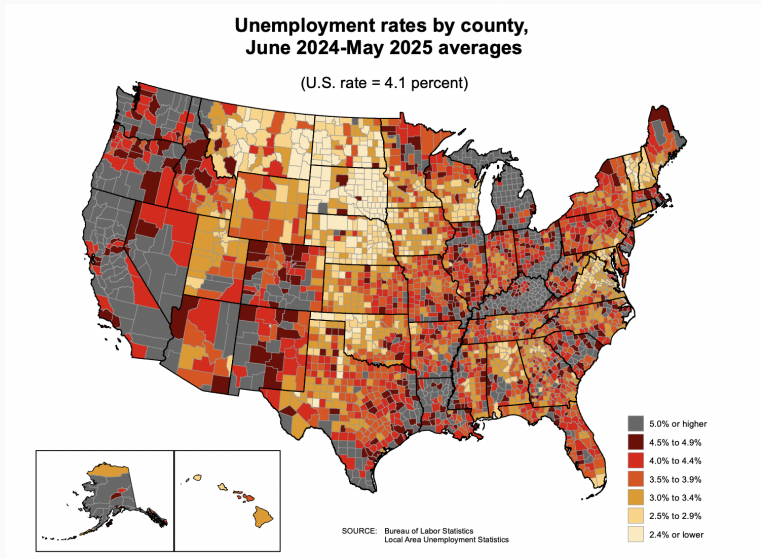 Unemployment rates by county,
June 2024-May 2025 averages
(U.S. rate = 4.1 percent)
5.0% or higher
4.5% to 4.9%
4.0% to 4.4%
3.5% to 3.9%
3.0% to 3.4%
2.5% to 2.9%
2.4% or lower
SOURCE: Bureau of Labor Statistics
Local Area Unemployment Statistics